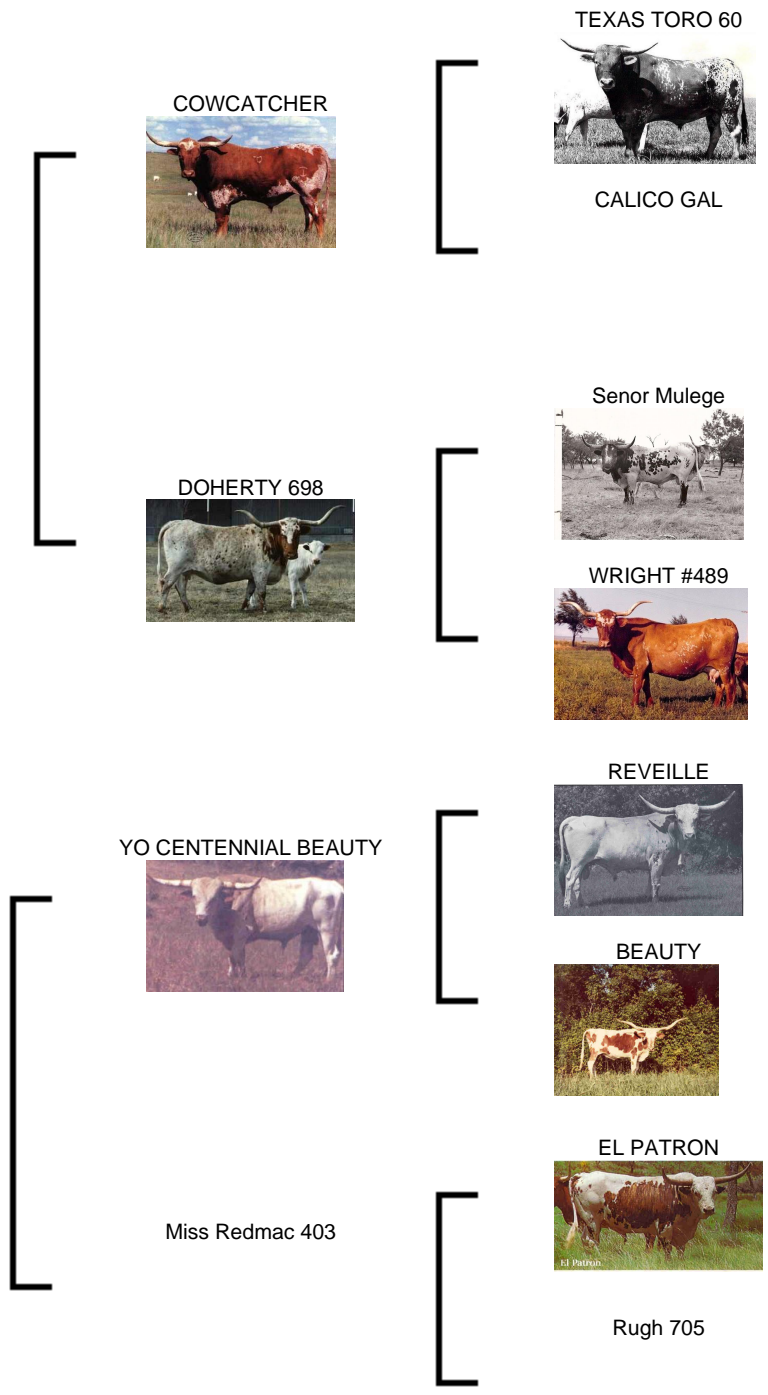 TEXAS TORO 60
COWCATCHER
CALICO GAL
Senor Mulege
DOHERTY 698
WRIGHT #489
REVEILLE
YO CENTENNIAL BEAUTY
BEAUTY
EL PATRON
El Patron
Miss Redmac 403
Rugh 705